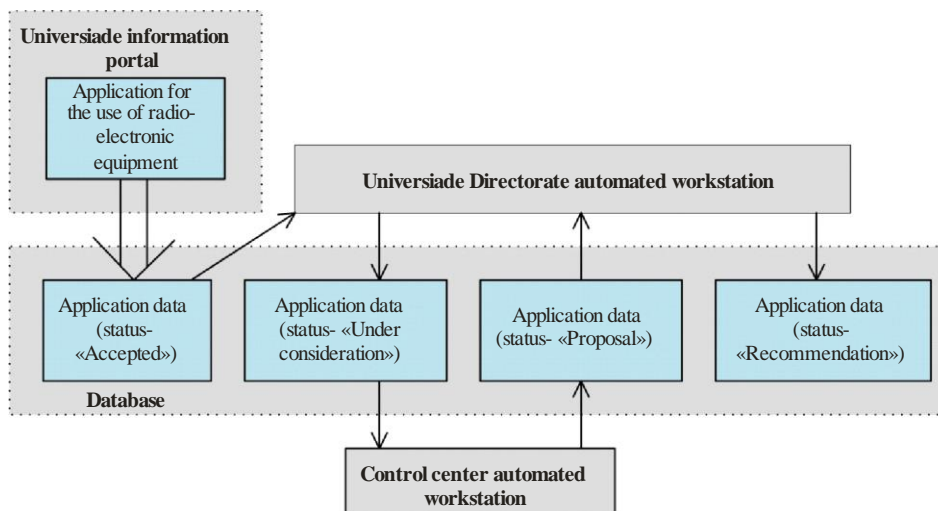 Universiade information
portal
Application for
the use of radio-
electronic
equipment
Universiade Directorate automated workstation
Application data
(status-
«Accepted»)
Application data
(status- «Under
consideration»)
Application data
(status- «Proposal»)
Application data
(status-
«Recommendation»)
Database
Control center automated
workstation